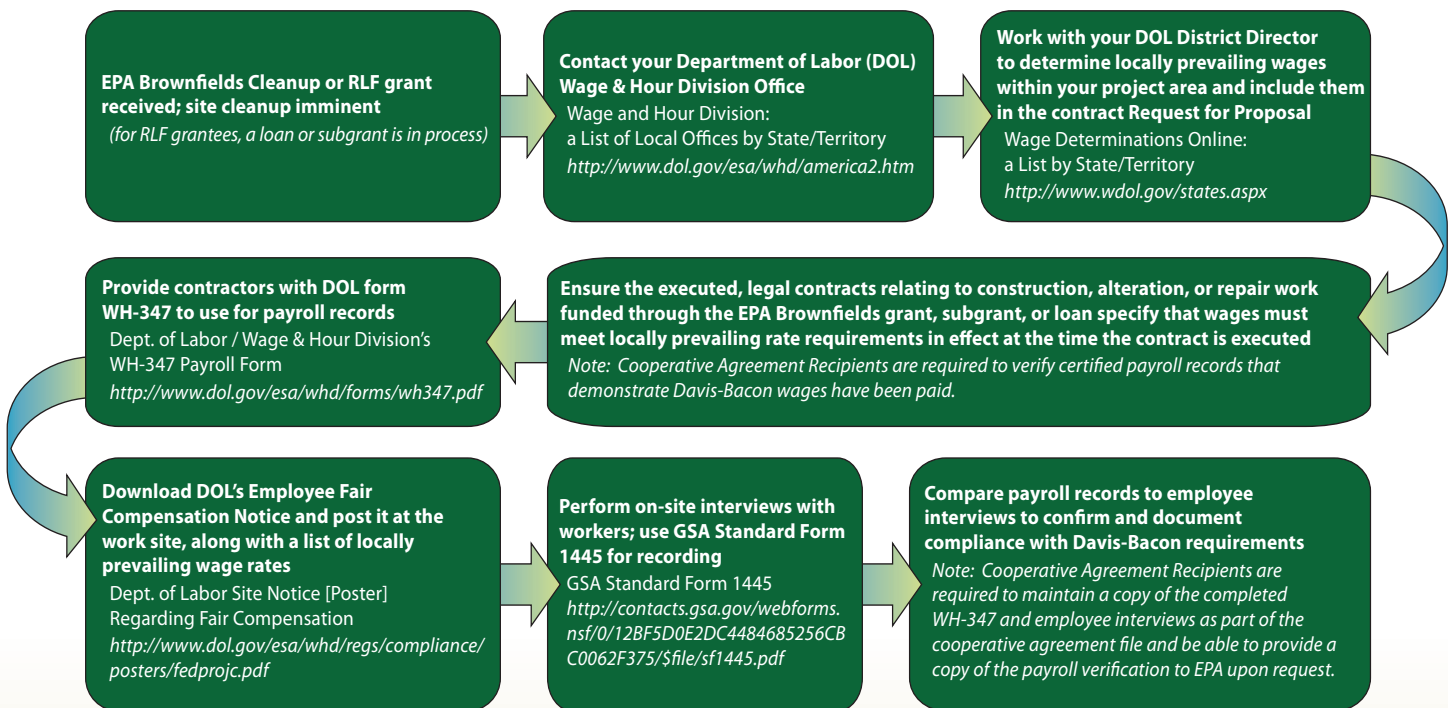 EPA Brownfields Cleanup or RLF grant
received; site cleanup imminent
(for RLF grantees, a loan or subgrant is in process)
Contact your Department of Labor (DOL)
Wage & Hour Division Office
Wage and Hour Division:
a List of Local Offices by State/Territory
http://www.dol.gov/esa/whd/america2.htm
Work with your DOL District Director
to determine locally prevailing wages
within your project area and include them
in the contract Request for Proposal
Wage Determinations Online:
a List by State/Territory
http://www.wdol.gov/states.aspx
Ensure the executed, legal contracts relating to construction, alteration, or repair work
funded through the EPA Brownfields grant, subgrant, or loan specify that wages must
meet locally prevailing rate requirements in effect at the time the contract is executed
Note: Cooperative Agreement Recipients are required to verify certified payroll records that
demonstrate Davis-Bacon wages have been paid.
Provide contractors with DOL form
WH-347 to use for payroll records
Dept. of Labor / Wage & Hour Division's
WH-347 Payroll Form
http://www.dol.gov/esa/whd/forms/wh347.pdf
Download DOL's Employee Fair
Compensation Notice and post it at the
work site, along with a list of locally
prevailing wage rates
Dept. of Labor Site Notice [Poster]
Regarding Fair Compensation
http://www.dol.gov/esa/whd/regs/compliance/
posters/fedprojc.pdf
Perform on-site interviews with
workers; use GSA Standard Form
1445 for recording
GSA Standard Form 1445
http://contacts.gsa.gov/webforms.
nsf/0/12BF5D0E2DC4484685256CB
C0062F375/$file/sf1445.pdf
Compare payroll records to employee
interviews to confirm and document
compliance with Davis-Bacon requirements
Note: Cooperative Agreement Recipients are
required to maintain a copy of the completed
WH-347 and employee interviews as part of the
cooperative agreement file and be able to provide a
copy of the payroll verification to EPA upon request.